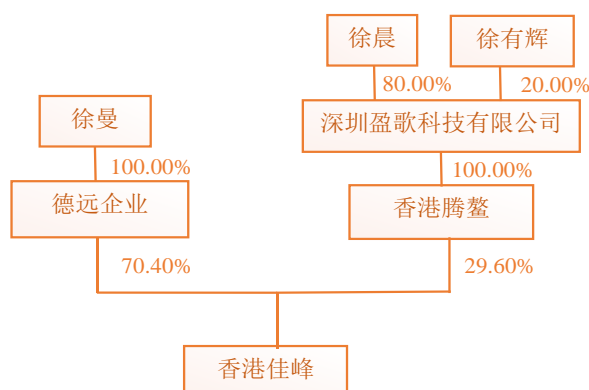 徐晨
徐有辉
80.00%
20.00%
徐曼
深圳盈歌科技有限公司
100.00%
100.00%
德远企业
香港腾鳌
70.40%
29.60%
香港佳峰